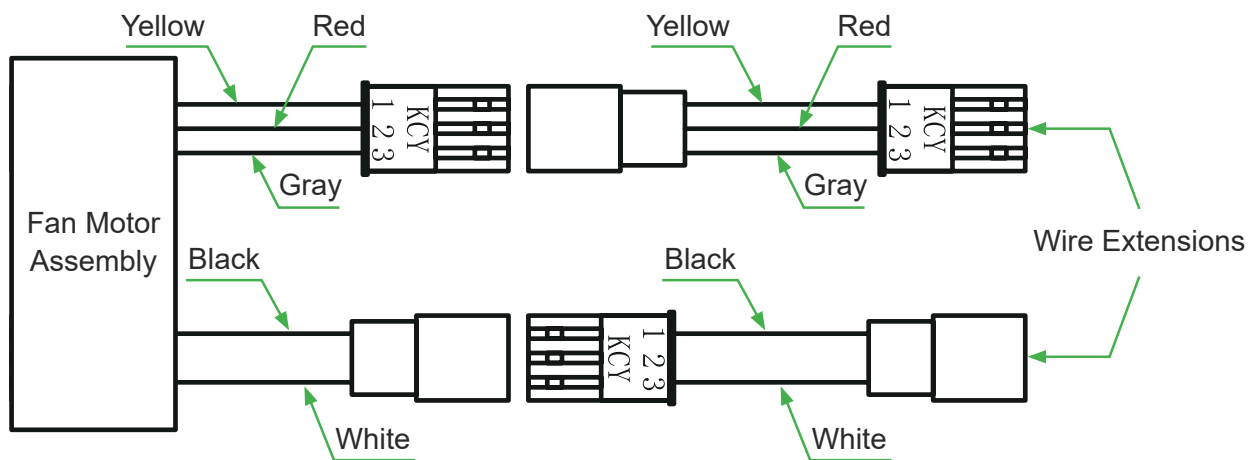 Yellow
Red
Yellow
Red
KCY
1 2 3
KCY
1 2 3
Gray
Gray
Fan Motor
Assembly
Wire Extensions
Black
Black
1 2 3
KCY
White
White